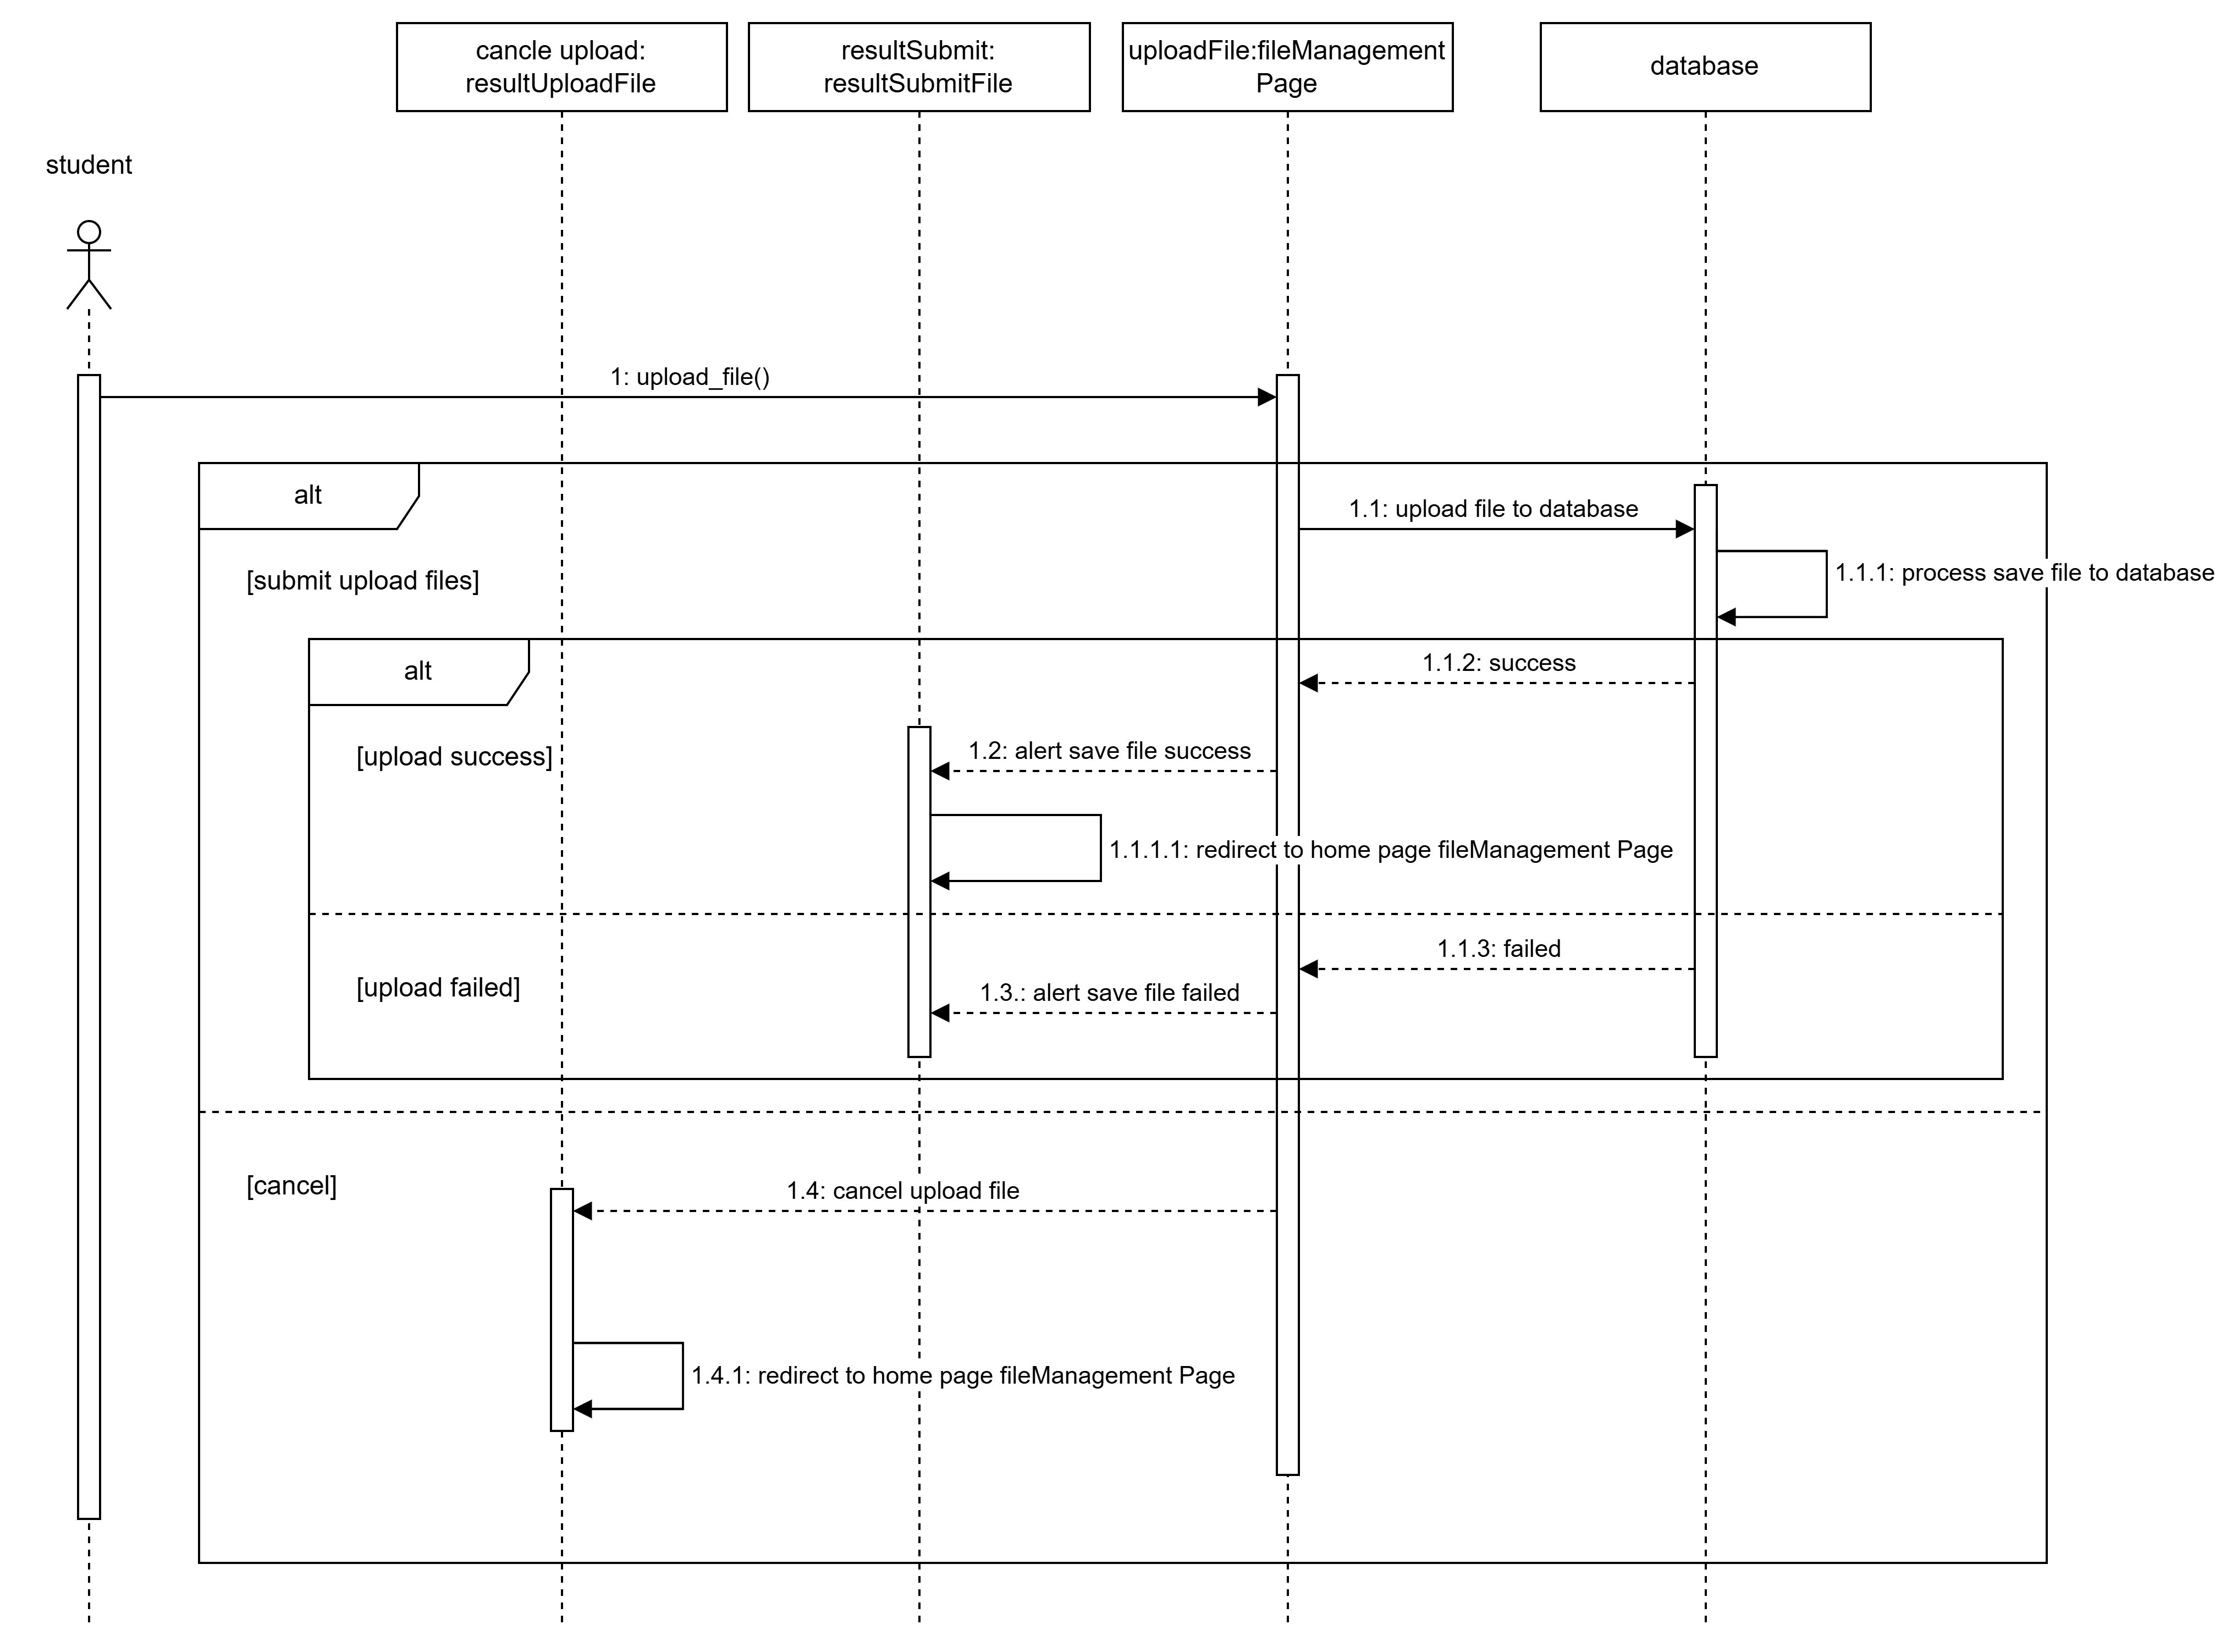 cancle upload:
resultUploadFile
resultSubmit:
resultSubmitFile
uploadFile:fileManagement
Page
database
student
1: upload_file()
alt
1.1: upload file to database
[submit upload files]
1.1.1: process save file to database
alt
1.1.2: success
[upload success]
1.2: alert save file success
1.1.1.1: redirect to home page fileManagement Page
1.1.3: failed
[upload failed]
1.3.: alert save file failed
[cancel]
1.4: cancel upload file
1.4.1: redirect to home page fileManagement Page